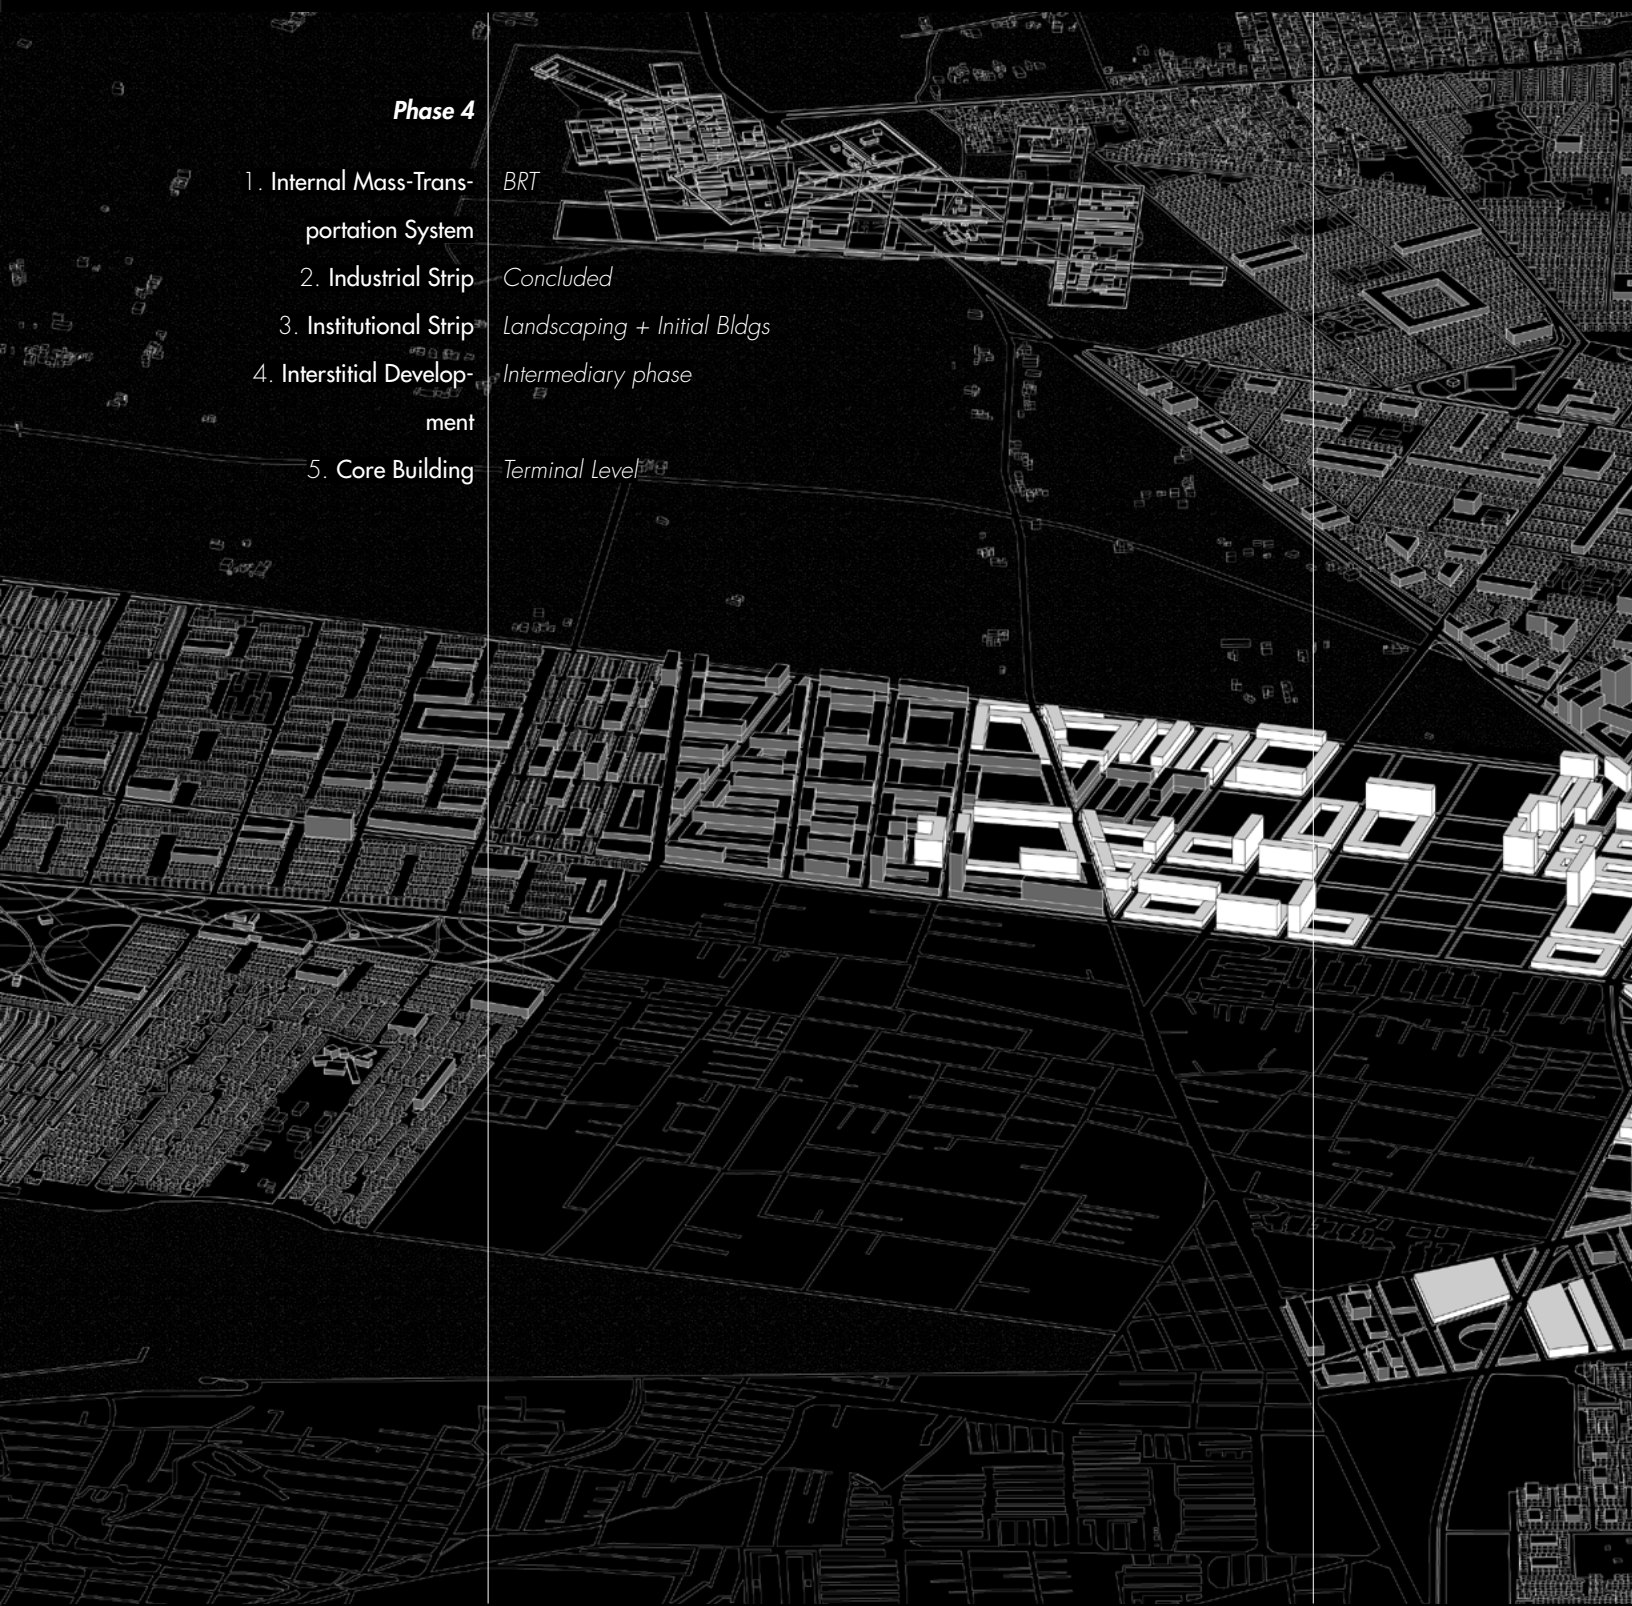 Phase 4
1. Internal Mass-Trans- BRT
portation System
2. Industrial Strip Concluded
3. Institutional Strip Landscaping + Initial Bldgs
4. Interstitial Develop- Intermediary phase
ment
5. Core Building Terminal Level